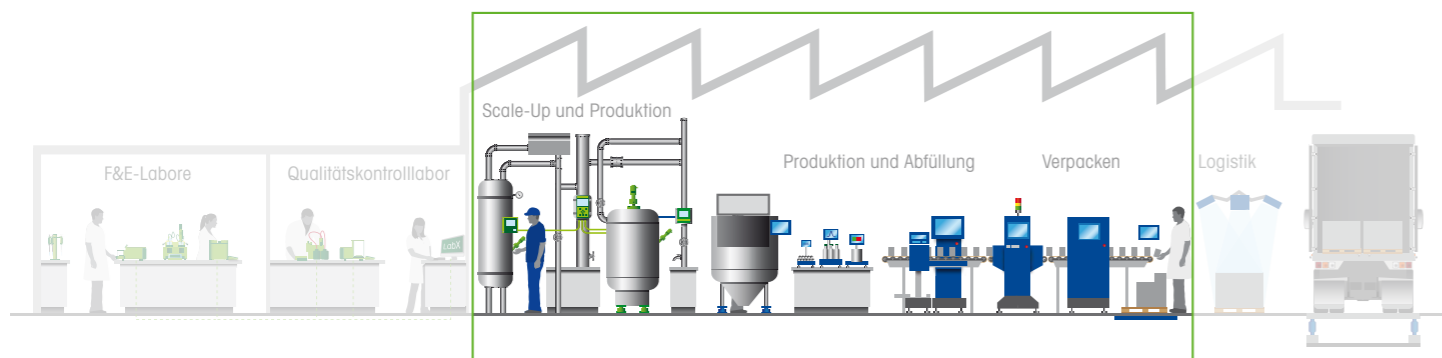 Scale-Up und Produktion
F&E-Labore
Qualitätskontrolllabor
Produktion und Abfüllung
Verpacken
Logistik
LabX